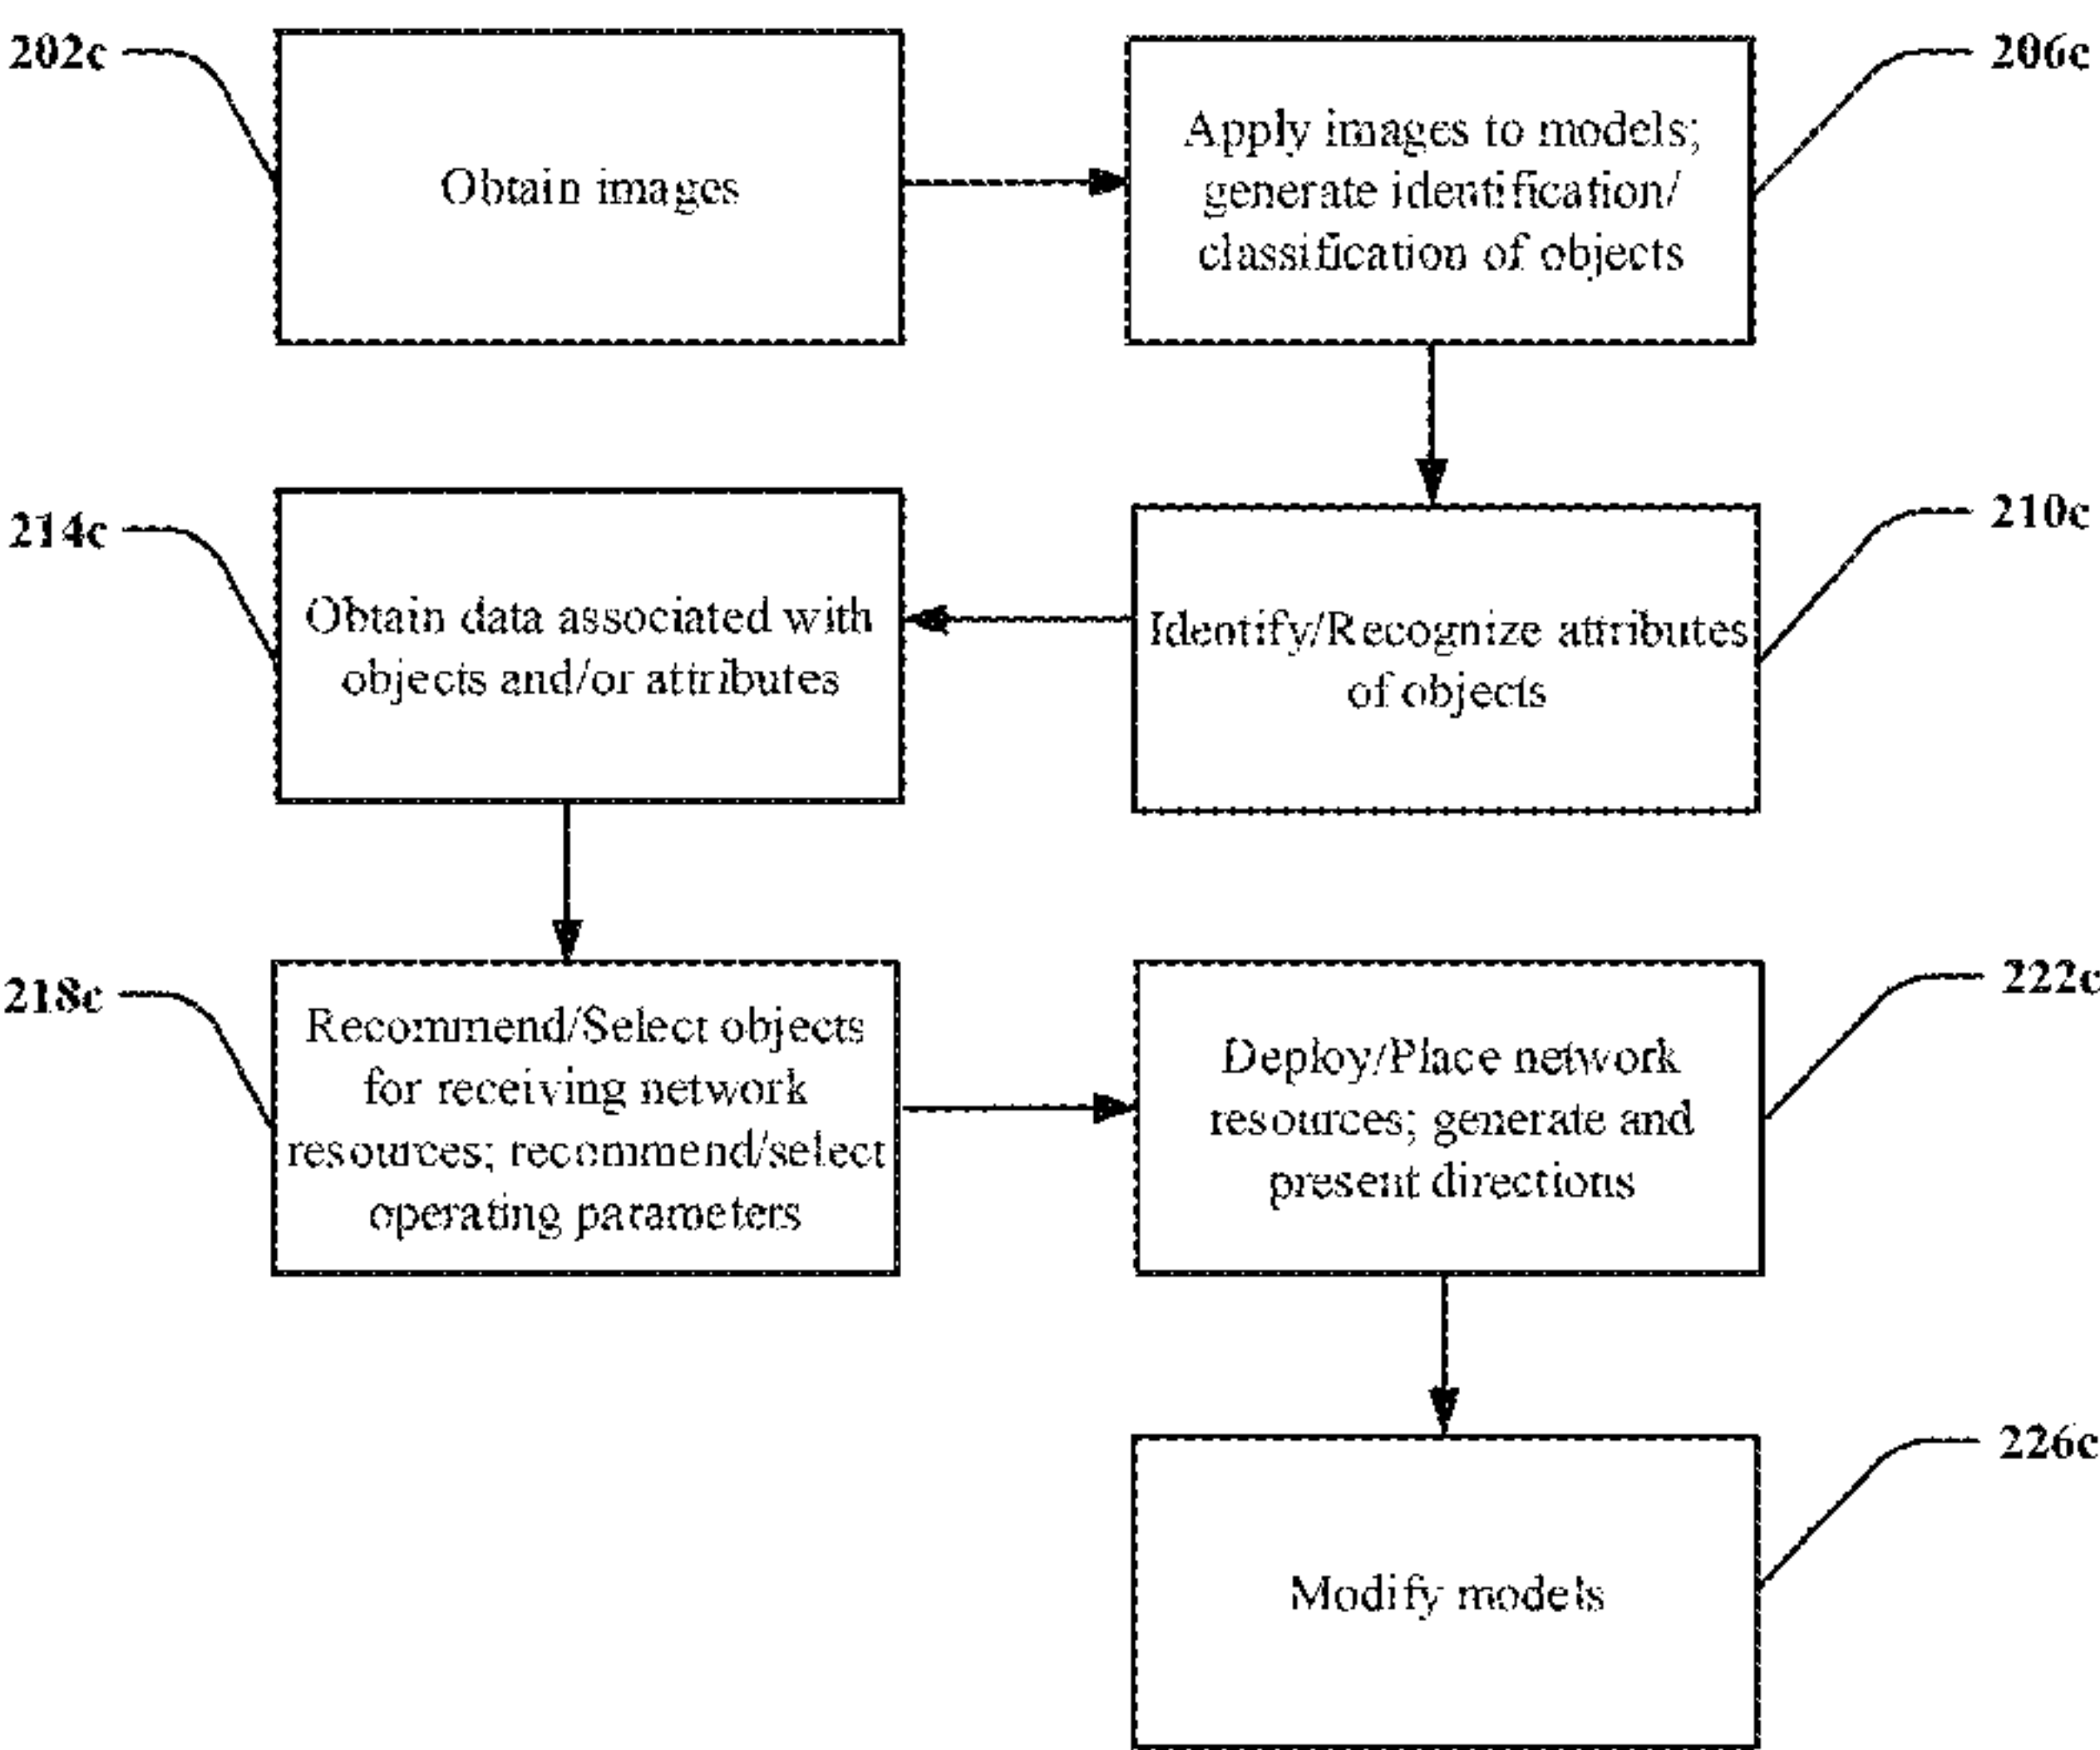 202c
Obtain images
Apply images to models;
generate identification/
classification of objects
206c
214c
Obtain data associated with
objects and/or attributes
Identify/Recognize attributes
of objects
210c
218c
Recommend/Select objects
for receiving network
resources; recommend/select
operating parameters
Deploy/Place network
resources; generate and
present directions
222c
Modify models
226c